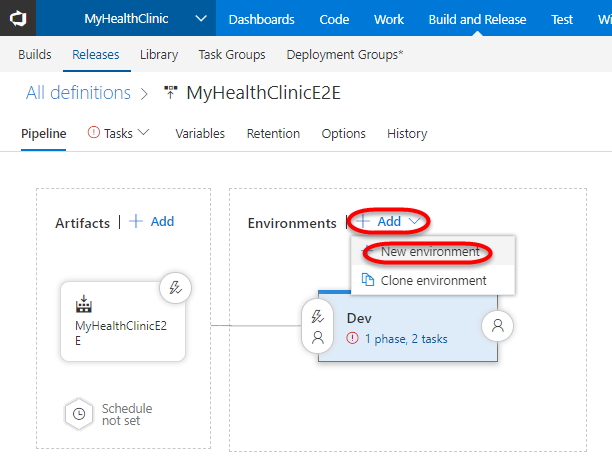 MyHealthClinic Dashboards Code Work Build and Release Test Wi
Builds Releases Library Task Groups Deployment Groups*
All definitions > MyHealthClinicE2E
Pipeline Tasks Variables Retention Options History
Artifacts | + Add Environments | + Add
New environment
Clone environment
MyHealthClinicE2
E
Dev
1 phase, 2 tasks
Schedule
not set